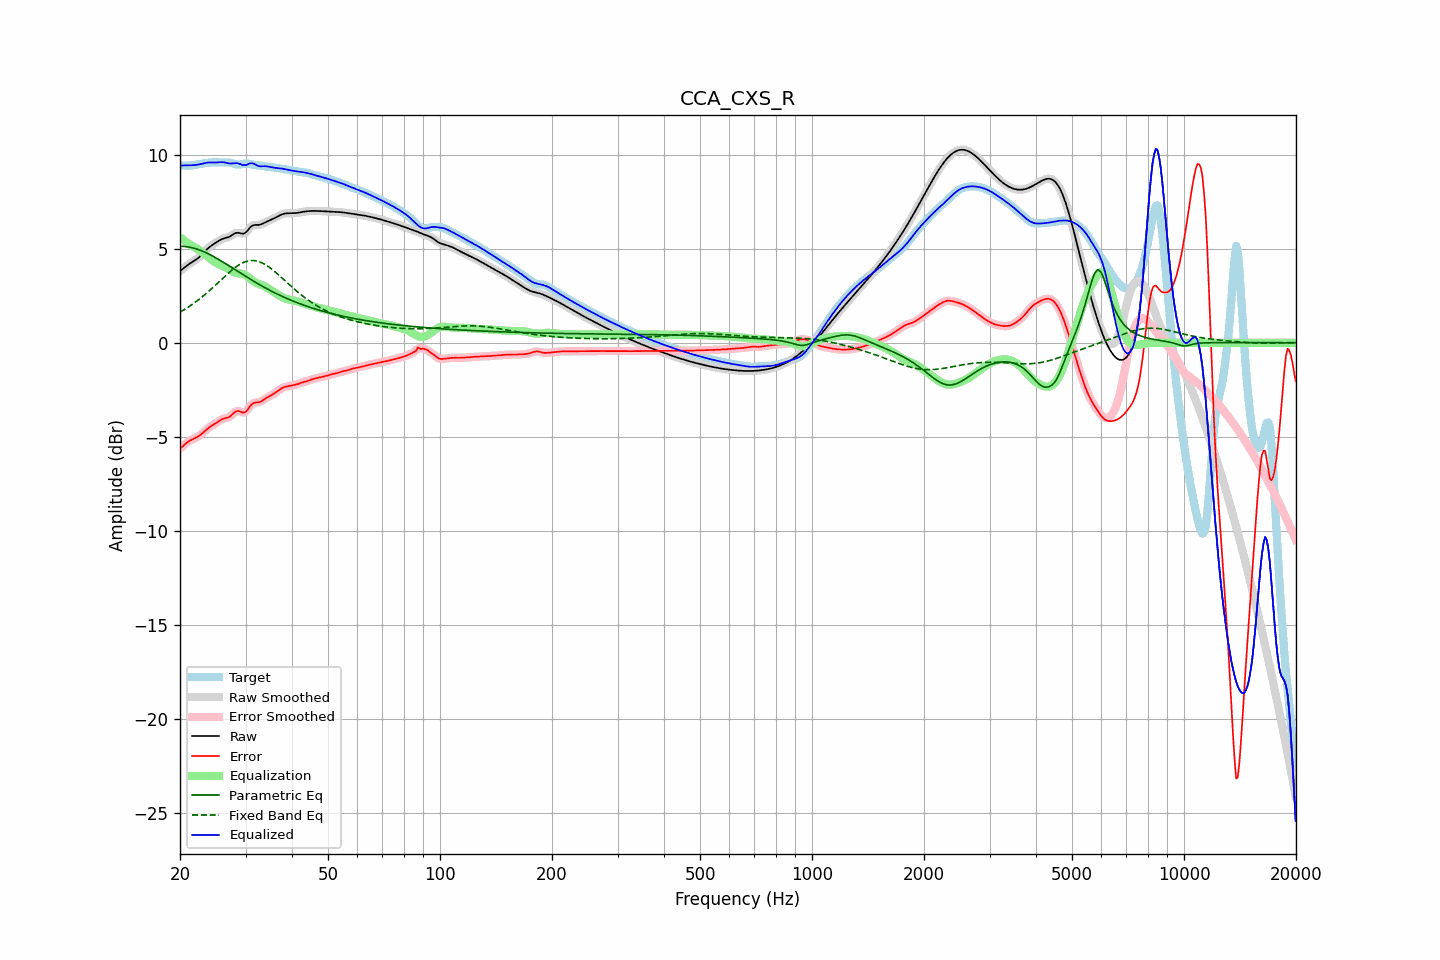 CCA_CXS_R
Amplitude (dBr)
10
5
0
−5
−10
−15
−20
−25
Target
Raw Smoothed
Error Smoothed
Raw
Error
Equalization
Parametric Eq
Fixed Band Eq
Equalized
20 50 100 200 500 1000 2000 5000 10000 20000
Frequency (Hz)